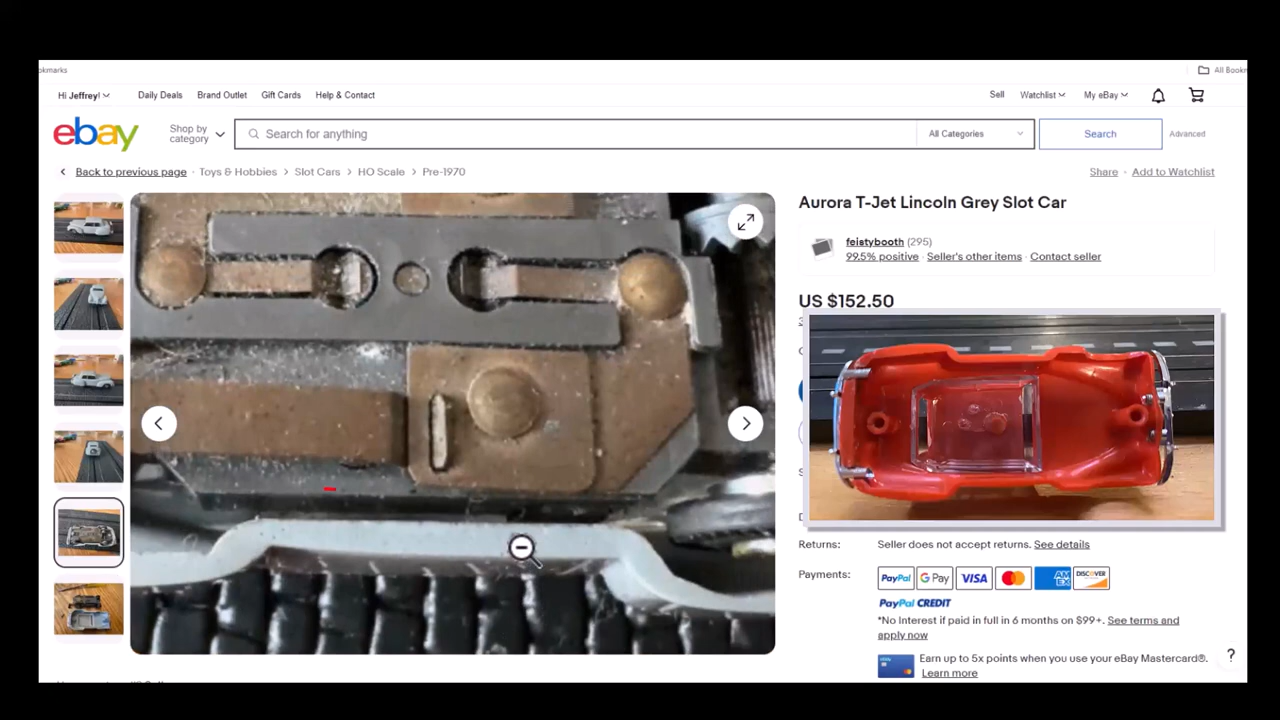 okmarks
All Bookn
Hi Jeffrey!
Daily Deals
Brand Outlet
Gift Cards
Help & Contact
Sell
Watchlist
My eBay
ebay
Shop by
category
Search for anything
All Categories
Search
Advanced
Back to previous page
Toys & Hobbies
Slot Cars
HO Scale
Pre-1970
Share
Add to Watchlist
Aurora T-Jet Lincoln Grey Slot Car
feistybooth (295)
99.5% positive · Seller's other items · Contact seller
US $152.50
Returns:
Seller does not accept returns. See details
Payments:
PayPal
G Pay
VISA
AM
EX
DISCOVER
PayPal CREDIT
*No Interest if paid in full in 6 months on $99+. See terms and
apply now
Earn up to 5x points when you use your eBay Mastercard®.
Learn more
?